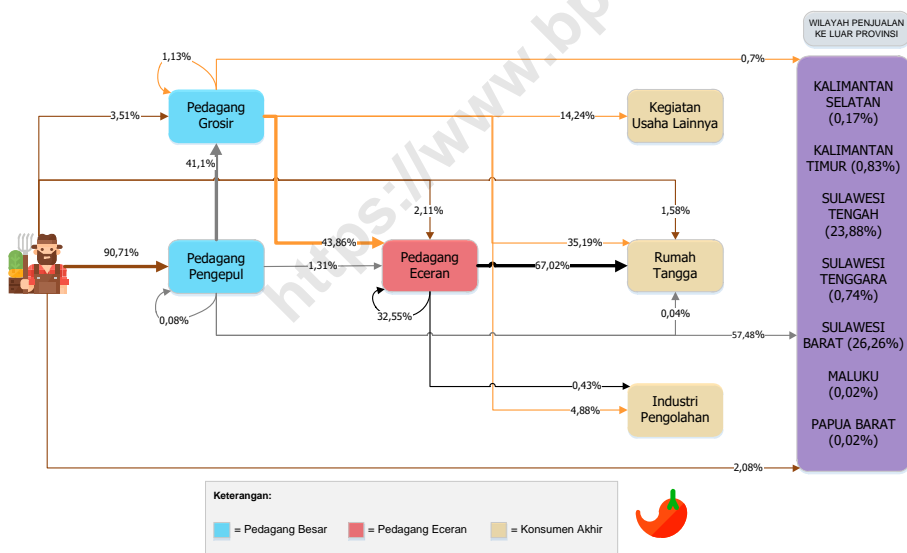 WILAYAH PENJUALAN
KE LUAR PROVINSI
1,13%
0,7%
Pedagang
Grosir
Kegiatan
Usaha Lainnya
3,51%
14,24%
KALIMANTAN
SELATAN
(0,17%)
KALIMANTAN
TIMUR (0,83%)
SULAWESI
TENGAH
(23,88%)
SULAWESI
TENGGARA
(0,74%)
SULAWESI
BARAT (26,26%)
MALUKU
(0,02%)
PAPUA BARAT
(0,02%)
41,1%
2,11%
1,58%
90,71%
43,86%
35,19%
Pedagang
Pengepul
1,31%
Pedagang
Eceran
67,02%
Rumah
Tangga
0,08%
32,55%
0,04%
57,48%
0,43%
Industri
Pengolahan
4,88%
2,08%
Keterangan:
= Pedagang Besar
= Pedagang Eceran
= Konsumen Akhir
https://www.bp